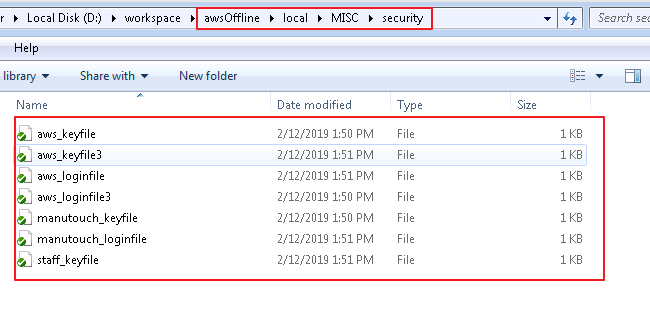 r ▸ Local Disk (D:) ▸ workspace ▸ awsOffline ▸ local ▸ MISC ▸ security Search sec
Help
library Share with New folder
Name Date modified Type Size
aws_keyfile 2/12/2019 1:50 PM File 1 KB
aws_keyfile3 2/12/2019 1:51 PM File 1 KB
aws_loginfile 2/12/2019 1:51 PM File 1 KB
aws_loginfile3 2/12/2019 1:50 PM File 1 KB
manutouch_keyfile 2/12/2019 1:50 PM File 1 KB
manutouch_loginfile 2/12/2019 1:51 PM File 1 KB
staff_keyfile 2/12/2019 1:51 PM File 1 KB